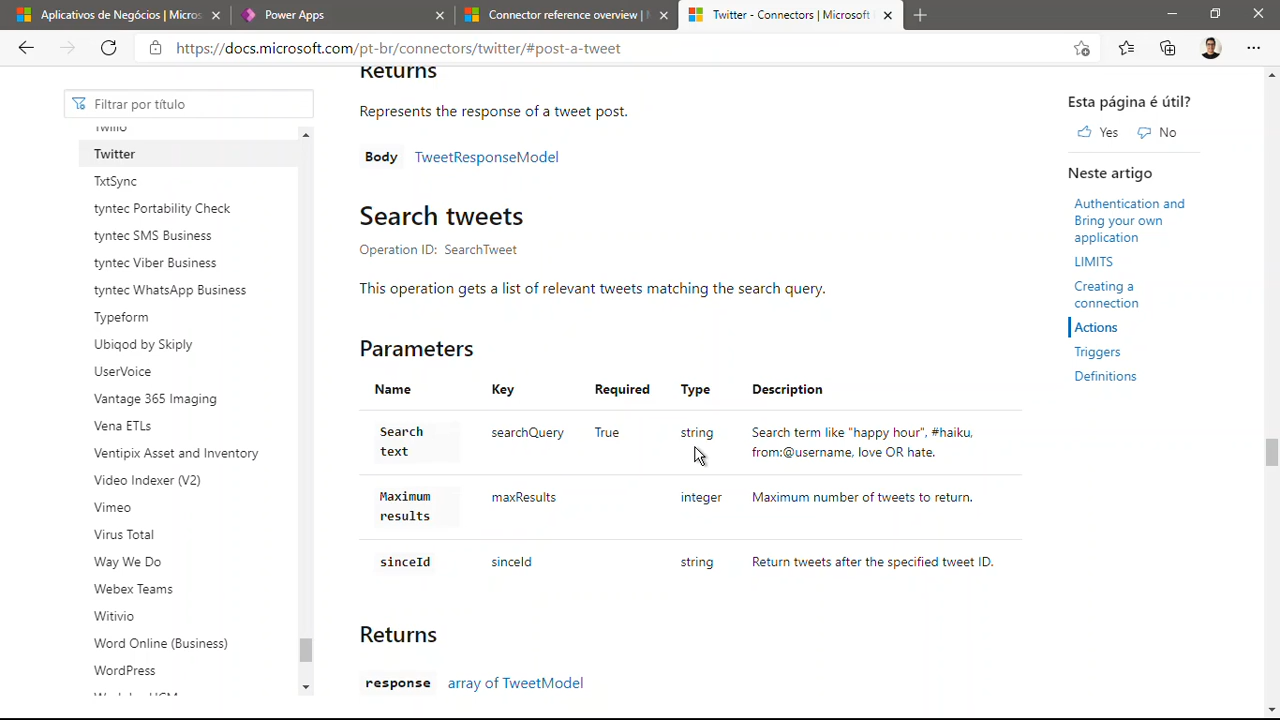 Aplicativos de Negócios | Micros
Power Apps
Connector reference overview | M
Twitter - Connectors | Microsoft
https://docs.microsoft.com/pt-br/connectors/twitter/#post-a-tweet
Filtrar por título
Twilio
Twitter
TxtSync
tyntec Portability Check
tyntec SMS Business
tyntec Viber Business
tyntec WhatsApp Business
Typeform
Ubiqod by Skiply
UserVoice
Vantage 365 Imaging
Vena ETLs
Ventipix Asset and Inventory
Video Indexer (V2)
Vimeo
Virus Total
Way We Do
Webex Teams
Witivio
Word Online (Business)
WordPress
Returns
Represents the response of a tweet post.
Body TweetResponseModel
Search tweets
Operation ID: SearchTweet
This operation gets a list of relevant tweets matching the search query.
Parameters
Name Key Required Type Description
Search text searchQuery True string Search term like "happy hour", #haiku,
from:@username, love OR hate.
Maximum results maxResults integer Maximum number of tweets to return.
sinceId sinceId string Return tweets after the specified tweet ID.
Returns
response array of TweetModel
Esta página é útil?
Yes No
Neste artigo
Authentication and
Bring your own
application
LIMITS
Creating a
connection
Actions
Triggers
Definitions